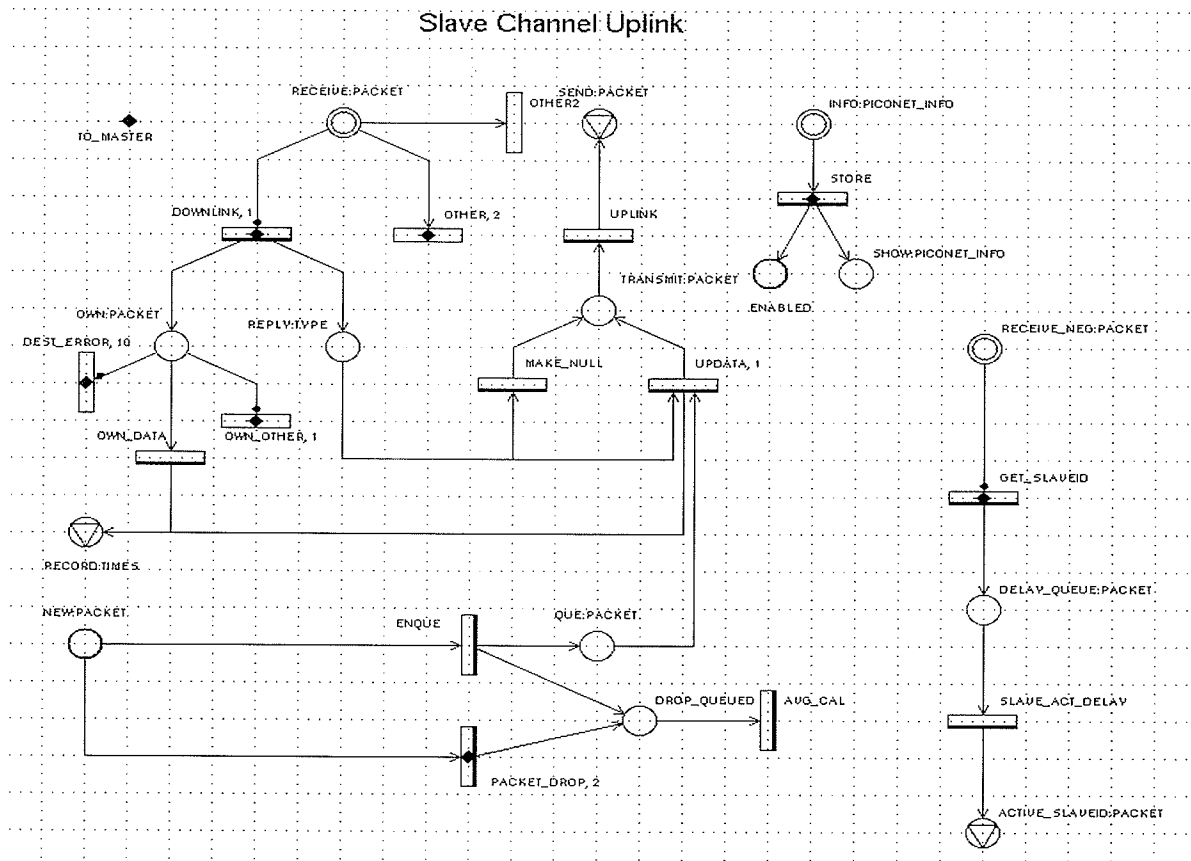 Slave Channel Uplink
RECEIVE:PACKET
OTHER2
SEND:PACKET
INFO:PICONET_INFO
TO_MASTER
STORE
DOWNLINK, 1
OTHER, 2
UPLINK
SHOW:PICONET_INFO
TRANSMIT:PACKET
ENABLED
OWN:PACKET
REPLY:TYPE
RECEIVE_NEG:PACKET
DEST_ERROR, 10
MAKE_NULL
UPDATA, 1
OWN_DATA
OWN_OTHER, 1
GET_SLAVEID
RECORD:TIMES
DELAY_QUEUE:PACKET
NEW:PACKET
ENQUE
QUE:PACKET
DROP_QUEUED
AVG_CAL
SLAVE_ACT_DELAY
PACKET_DROP, 2
ACTIVE_SLAVEID:PACKET